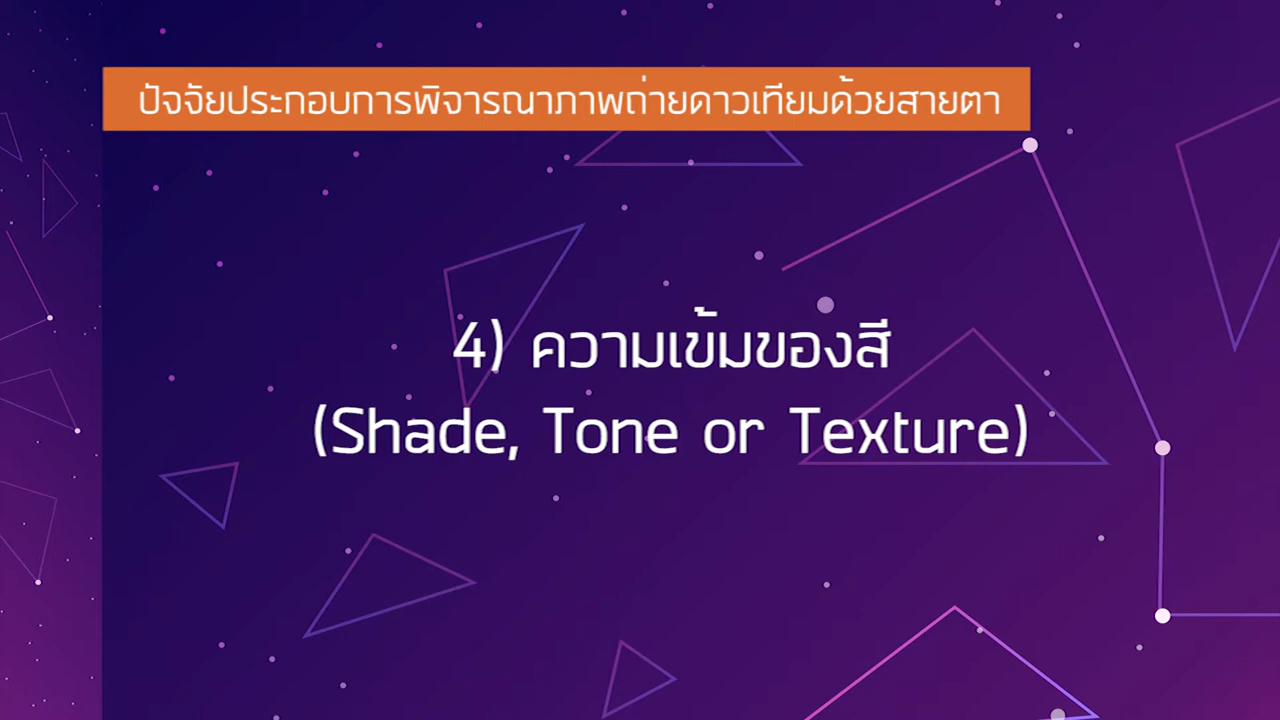 ปัจจัยประกอบการพิจารณาภาพถ่ายดาวเทียมด้วยสายตา
4) ความเข้มของสี
(Shade, Tone or Texture)